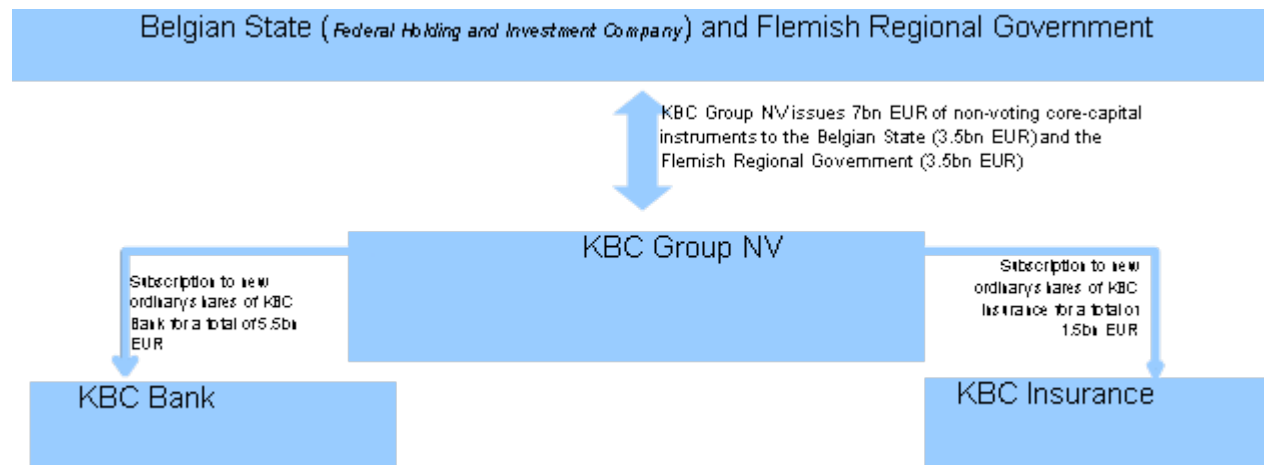 Belgian State (Federal Holding and Investment Company) and Flemish Regional Government
KBC Group NV issues 7bn EUR of non-voting core-capital
instruments to the Belgian State (3.5bn EUR) and the
Flemish Regional Government (3.5bn EUR)
KBC Group NV
Subscription to new
ordinary shares of KBC
Bank for a total of 5.5bn
EUR
Subscription to new
ordinary shares of KBC
Insurance for a total of
1.5bn EUR
KBC Bank
KBC Insurance